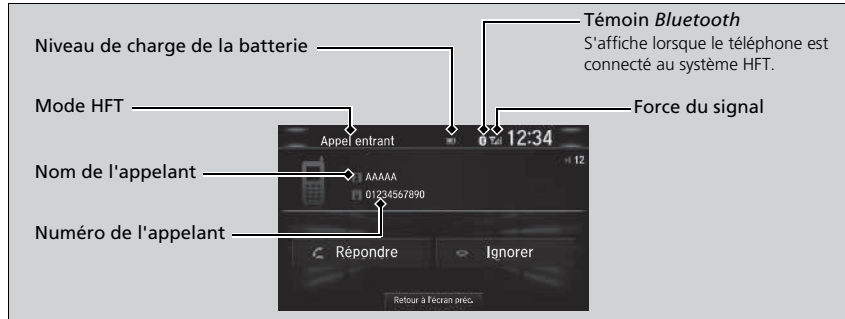 Témoin Bluetooth
S'affiche lorsque le téléphone est
connecté au système HFT.
Niveau de charge de la batterie
Mode HFT
Force du signal
Appel entrant
12:34
12
Nom de l'appelant
AAAAA
01234567890
Numéro de l'appelant
Répondre
Ignorer
Retour à l'écran préc.